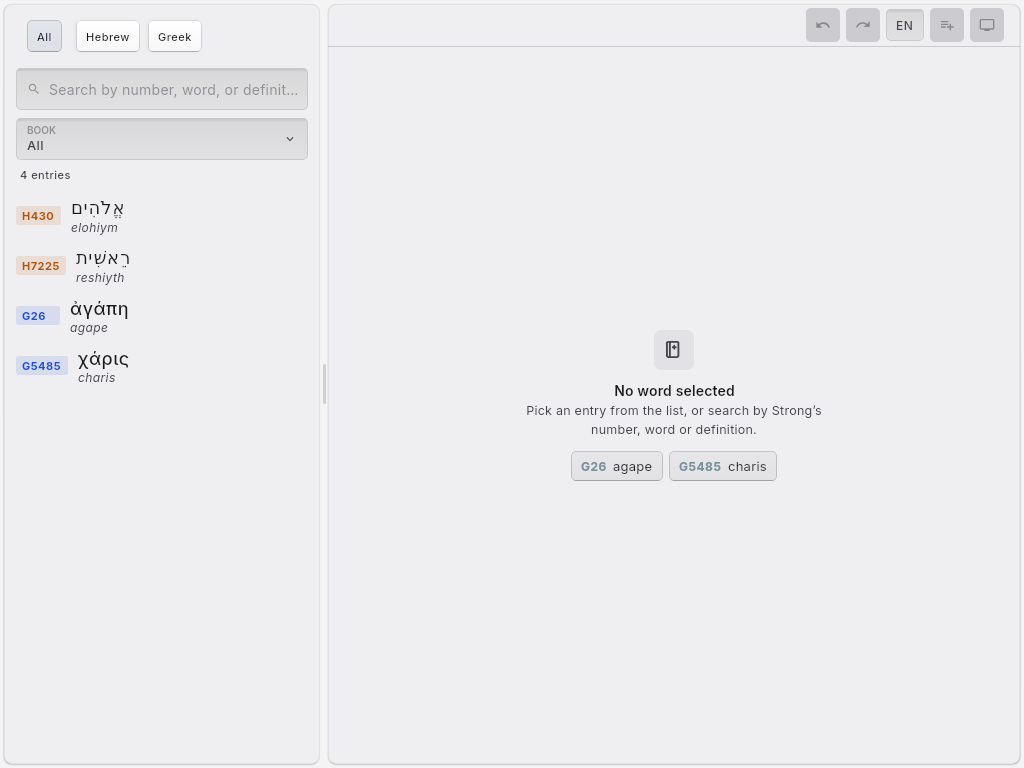 All Hebrew Greek
Search by number, word, or definit...
BOOK
All
4 entries
H430 אֱלֹהִים
elohiym
H7225 רֵאשִׁית
reshiyth
G26 ἀγάπη
agape
G5485 χάρις
charis
EN
No word selected
Pick an entry from the list, or search by Strong’s
number, word or definition.
G26 agape G5485 charis